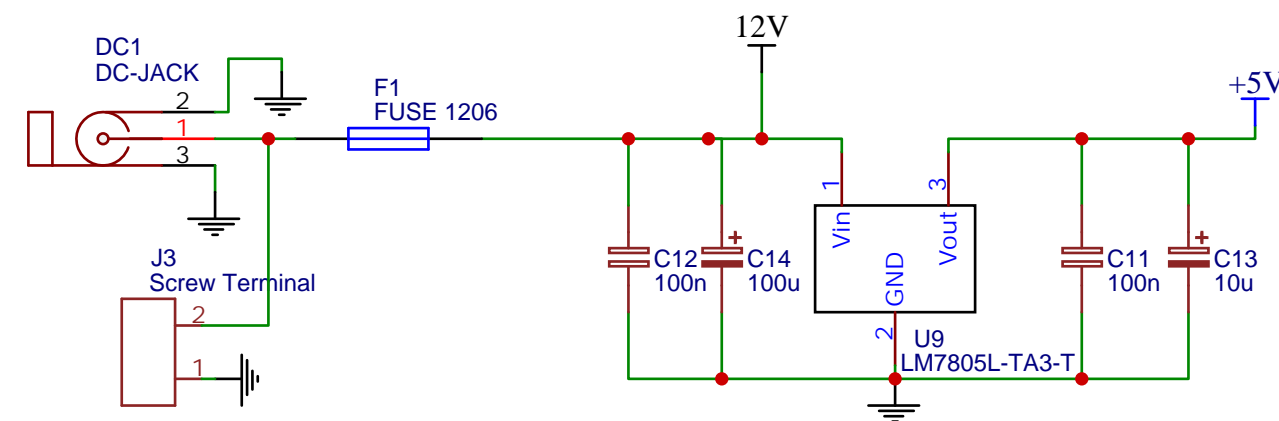 12V
DC1
DC-JACK
2
1
3
F1
FUSE 1206
+5V
1
3
Vin
Vout
GND
2
C12
100n
+
C14
100u
C11
100n
+
C13
10u
U9
LM7805L-TA3-T
J3
Screw Terminal
2
1